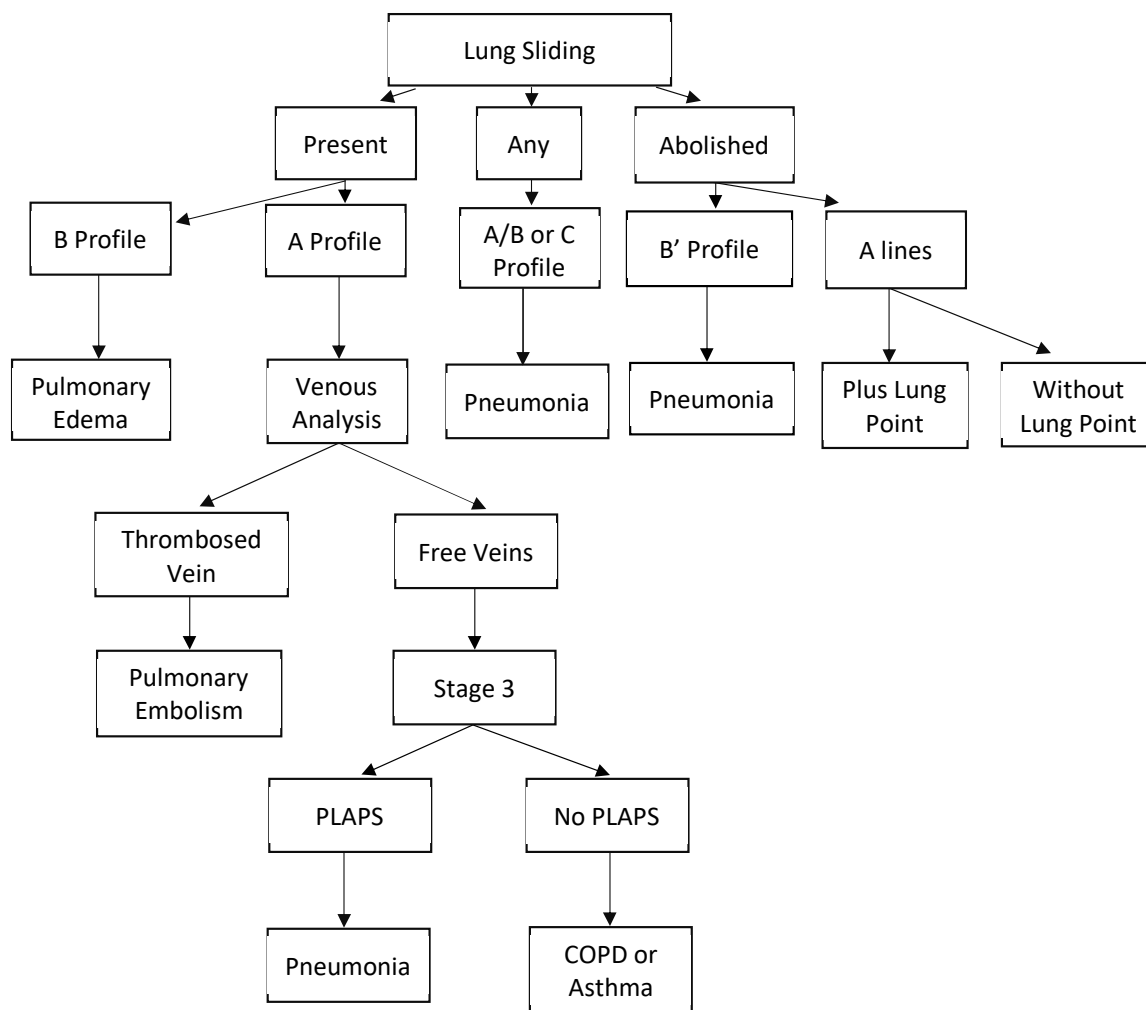 Lung Sliding
Present
Any
Abolished
B Profile
A Profile
A/B or C
Profile
B’ Profile
A lines
Pulmonary
Edema
Venous
Analysis
Pneumonia
Pneumonia
Plus Lung
Point
Without
Lung Point
Thrombosed
Vein
Free Veins
Pulmonary
Embolism
Stage 3
PLAPS
No PLAPS
Pneumonia
COPD or
Asthma